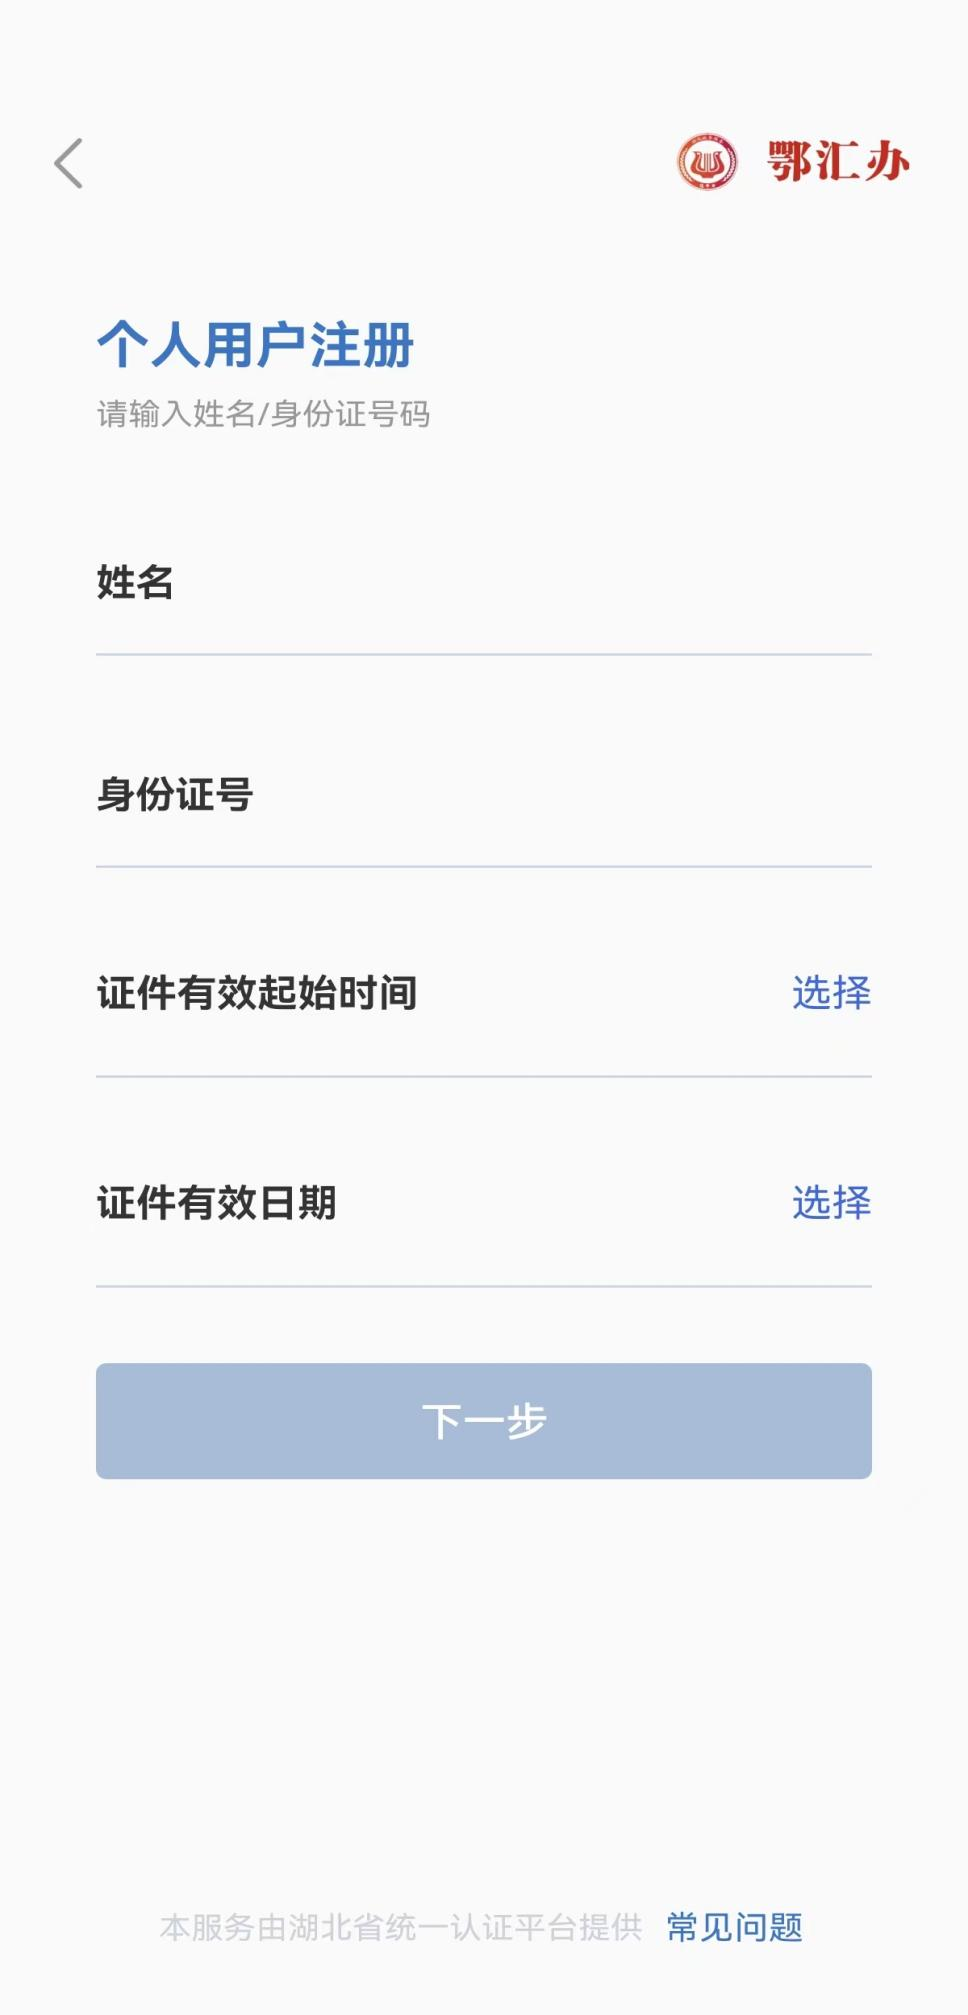 鄂汇办
个人用户注册
请输入姓名/身份证号码
姓名
身份证号
证件有效起始时间 选择
证件有效日期 选择
下一步
本服务由湖北省统一认证平台提供 常见问题